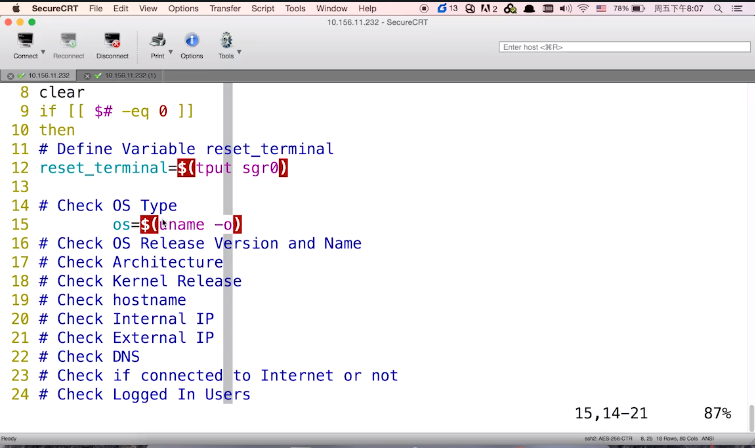 SecureCRT File Edit View Options Transfer Script Tools Window Help 13 2 78% 周五下午8:07
10.156.11.232 - SecureCRT
Connect Reconnect Disconnect Print Options Tools
Enter host <⌘R>
10.156.11.232 10.156.11.232 (1)
8 clear
9 if [[ $# -eq 0 ]]
10 then
11 # Define Variable reset_terminal
12 reset_terminal=$(tput sgr0)
13
14 # Check OS Type
15 os=$(uname -o)
16 # Check OS Release Version and Name
17 # Check Architecture
18 # Check Kernel Release
19 # Check hostname
20 # Check Internal IP
21 # Check External IP
22 # Check DNS
23 # Check if connected to Internet or not
24 # Check Logged In Users
15,14-21 87%
Ready ssh2: AES-256-CTR 8, 25 18 Rows, 80 Cols ANSI